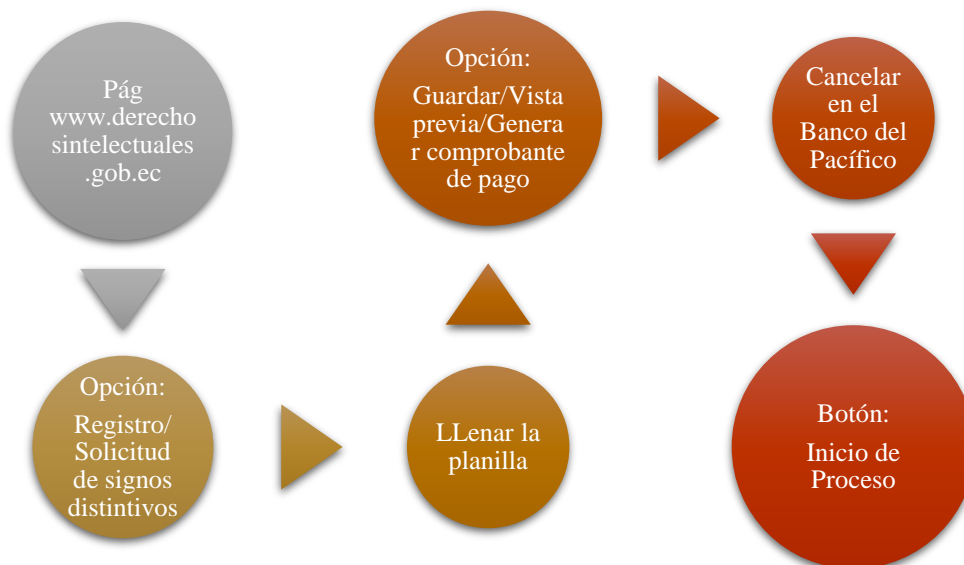 Pág
www.derecho
sintelectuales
.gob.ec
Opción:
Registro/
Solicitud
de signos
distintivos
LLenar la
planilla
Opción:
Guardar/Vista
previa/Genera
r comprobante
de pago
Cancelar
en el
Banco del
Pacífico
Botón:
Inicio de
Proceso